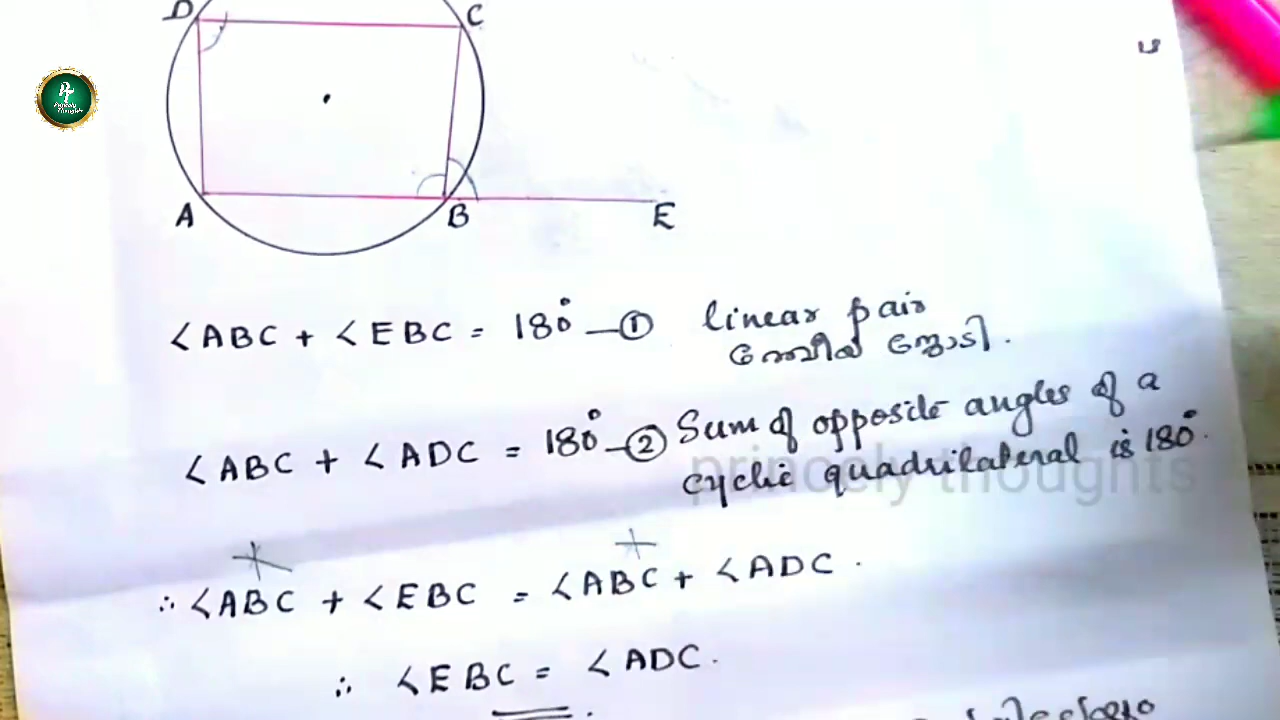 D C
A B E
∠ABC + ∠EBC = 180° —① linear pair
രേഖീയ ജോടി.
∠ABC + ∠ADC = 180° —② Sum of opposite angles of a
cyclic quadrilateral is 180°.
princely thoughts
∴ ∠ABC + ∠EBC = ∠ABC + ∠ADC.
∴ ∠EBC = ∠ADC.